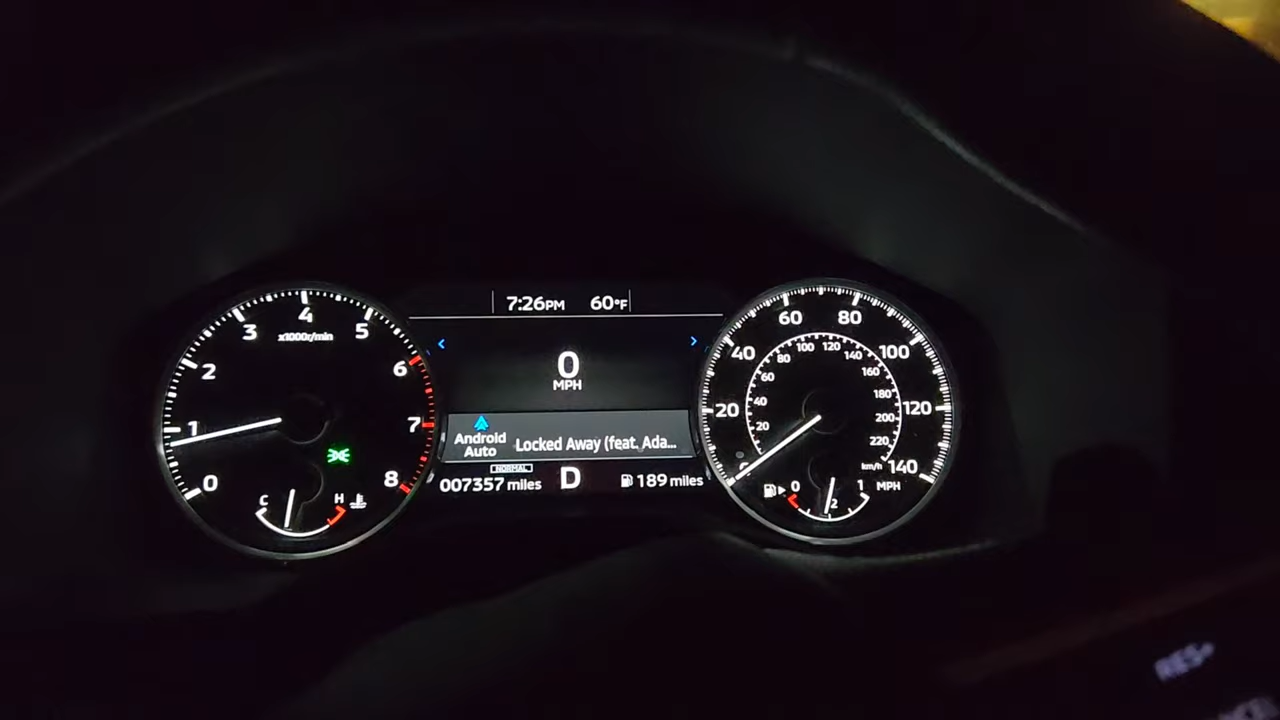 7:26PM 60°F
0
MPH
Android
Auto
Locked Away (feat. Ada...
NORMAL
007357 miles
D
189 miles
0
1
2
3
4
5
6
7
8
x1000r/min
C
H
20
40
60
80
100
120
140
MPH
20
40
60
80
100
120
140
160
180
200
220
km/h
0
2
1
RES+